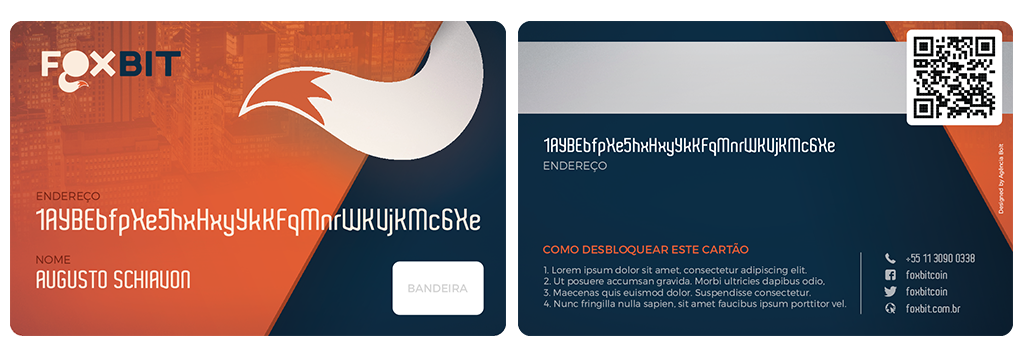 FOXBIT
ENDEREÇO
1AYBEbfpXe5hxHxyYkKFqMnrWKUjKMc6Xe
NOME
AUGUSTO SCHIAVON
BANDEIRA
1AYBEbfpXe5hxHxyYkKFqMnrWKUjKMc6Xe
ENDEREÇO
Designed by Agência Bolt
COMO DESBLOQUEAR ESTE CARTÃO
1. Lorem ipsum dolor sit amet, consectetur adipiscing elit.
2. Ut posuere accumsan gravida. Morbi ultricies dapibus odio,
3. Maecenas quis euismod dolor. Suspendisse consectetur.
4. Nunc fringilla nulla sapien, sit amet faucibus ipsum porttitor vel.
+55 11 3090 0338
foxbitcoin
foxbitcoin
foxbit.com.br